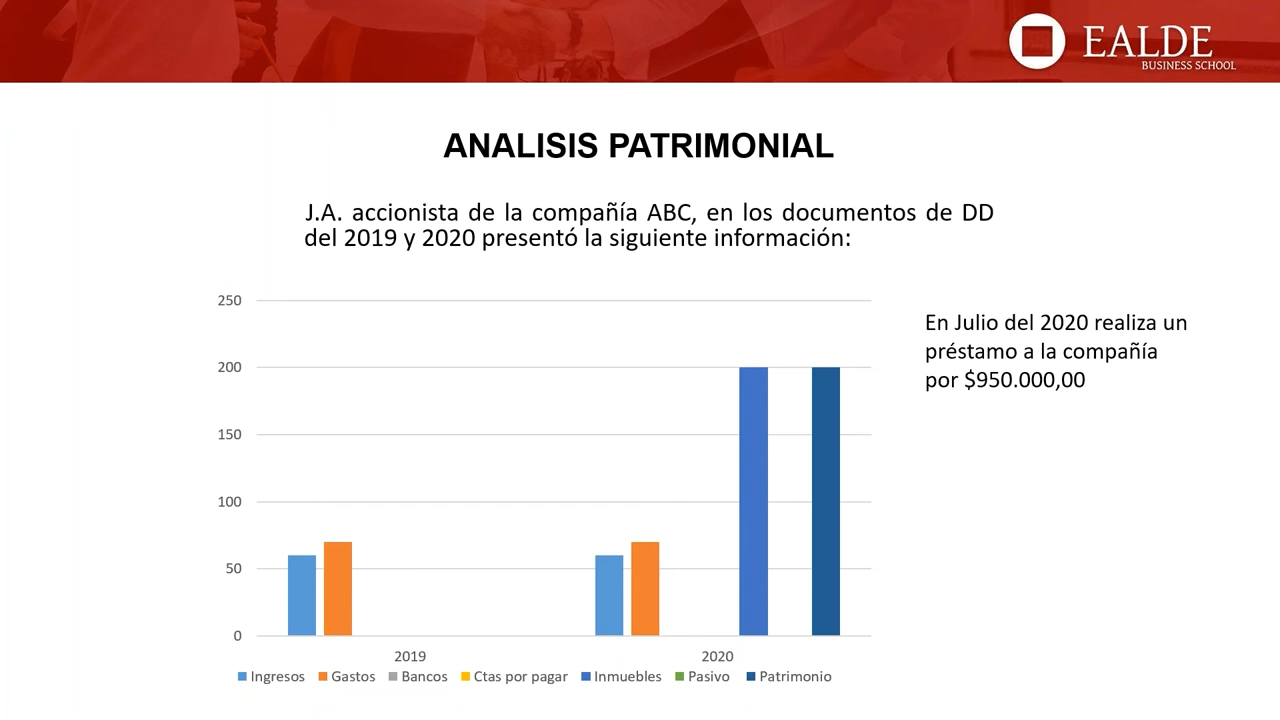 EALDE
BUSINESS SCHOOL
ANALISIS PATRIMONIAL
J.A. accionista de la compañía ABC, en los documentos de DD
del 2019 y 2020 presentó la siguiente información:
En Julio del 2020 realiza un
préstamo a la compañía
por $950.000,00
250
200
150
100
50
0
2019
2020
Ingresos
Gastos
Bancos
Ctas por pagar
Inmuebles
Pasivo
Patrimonio